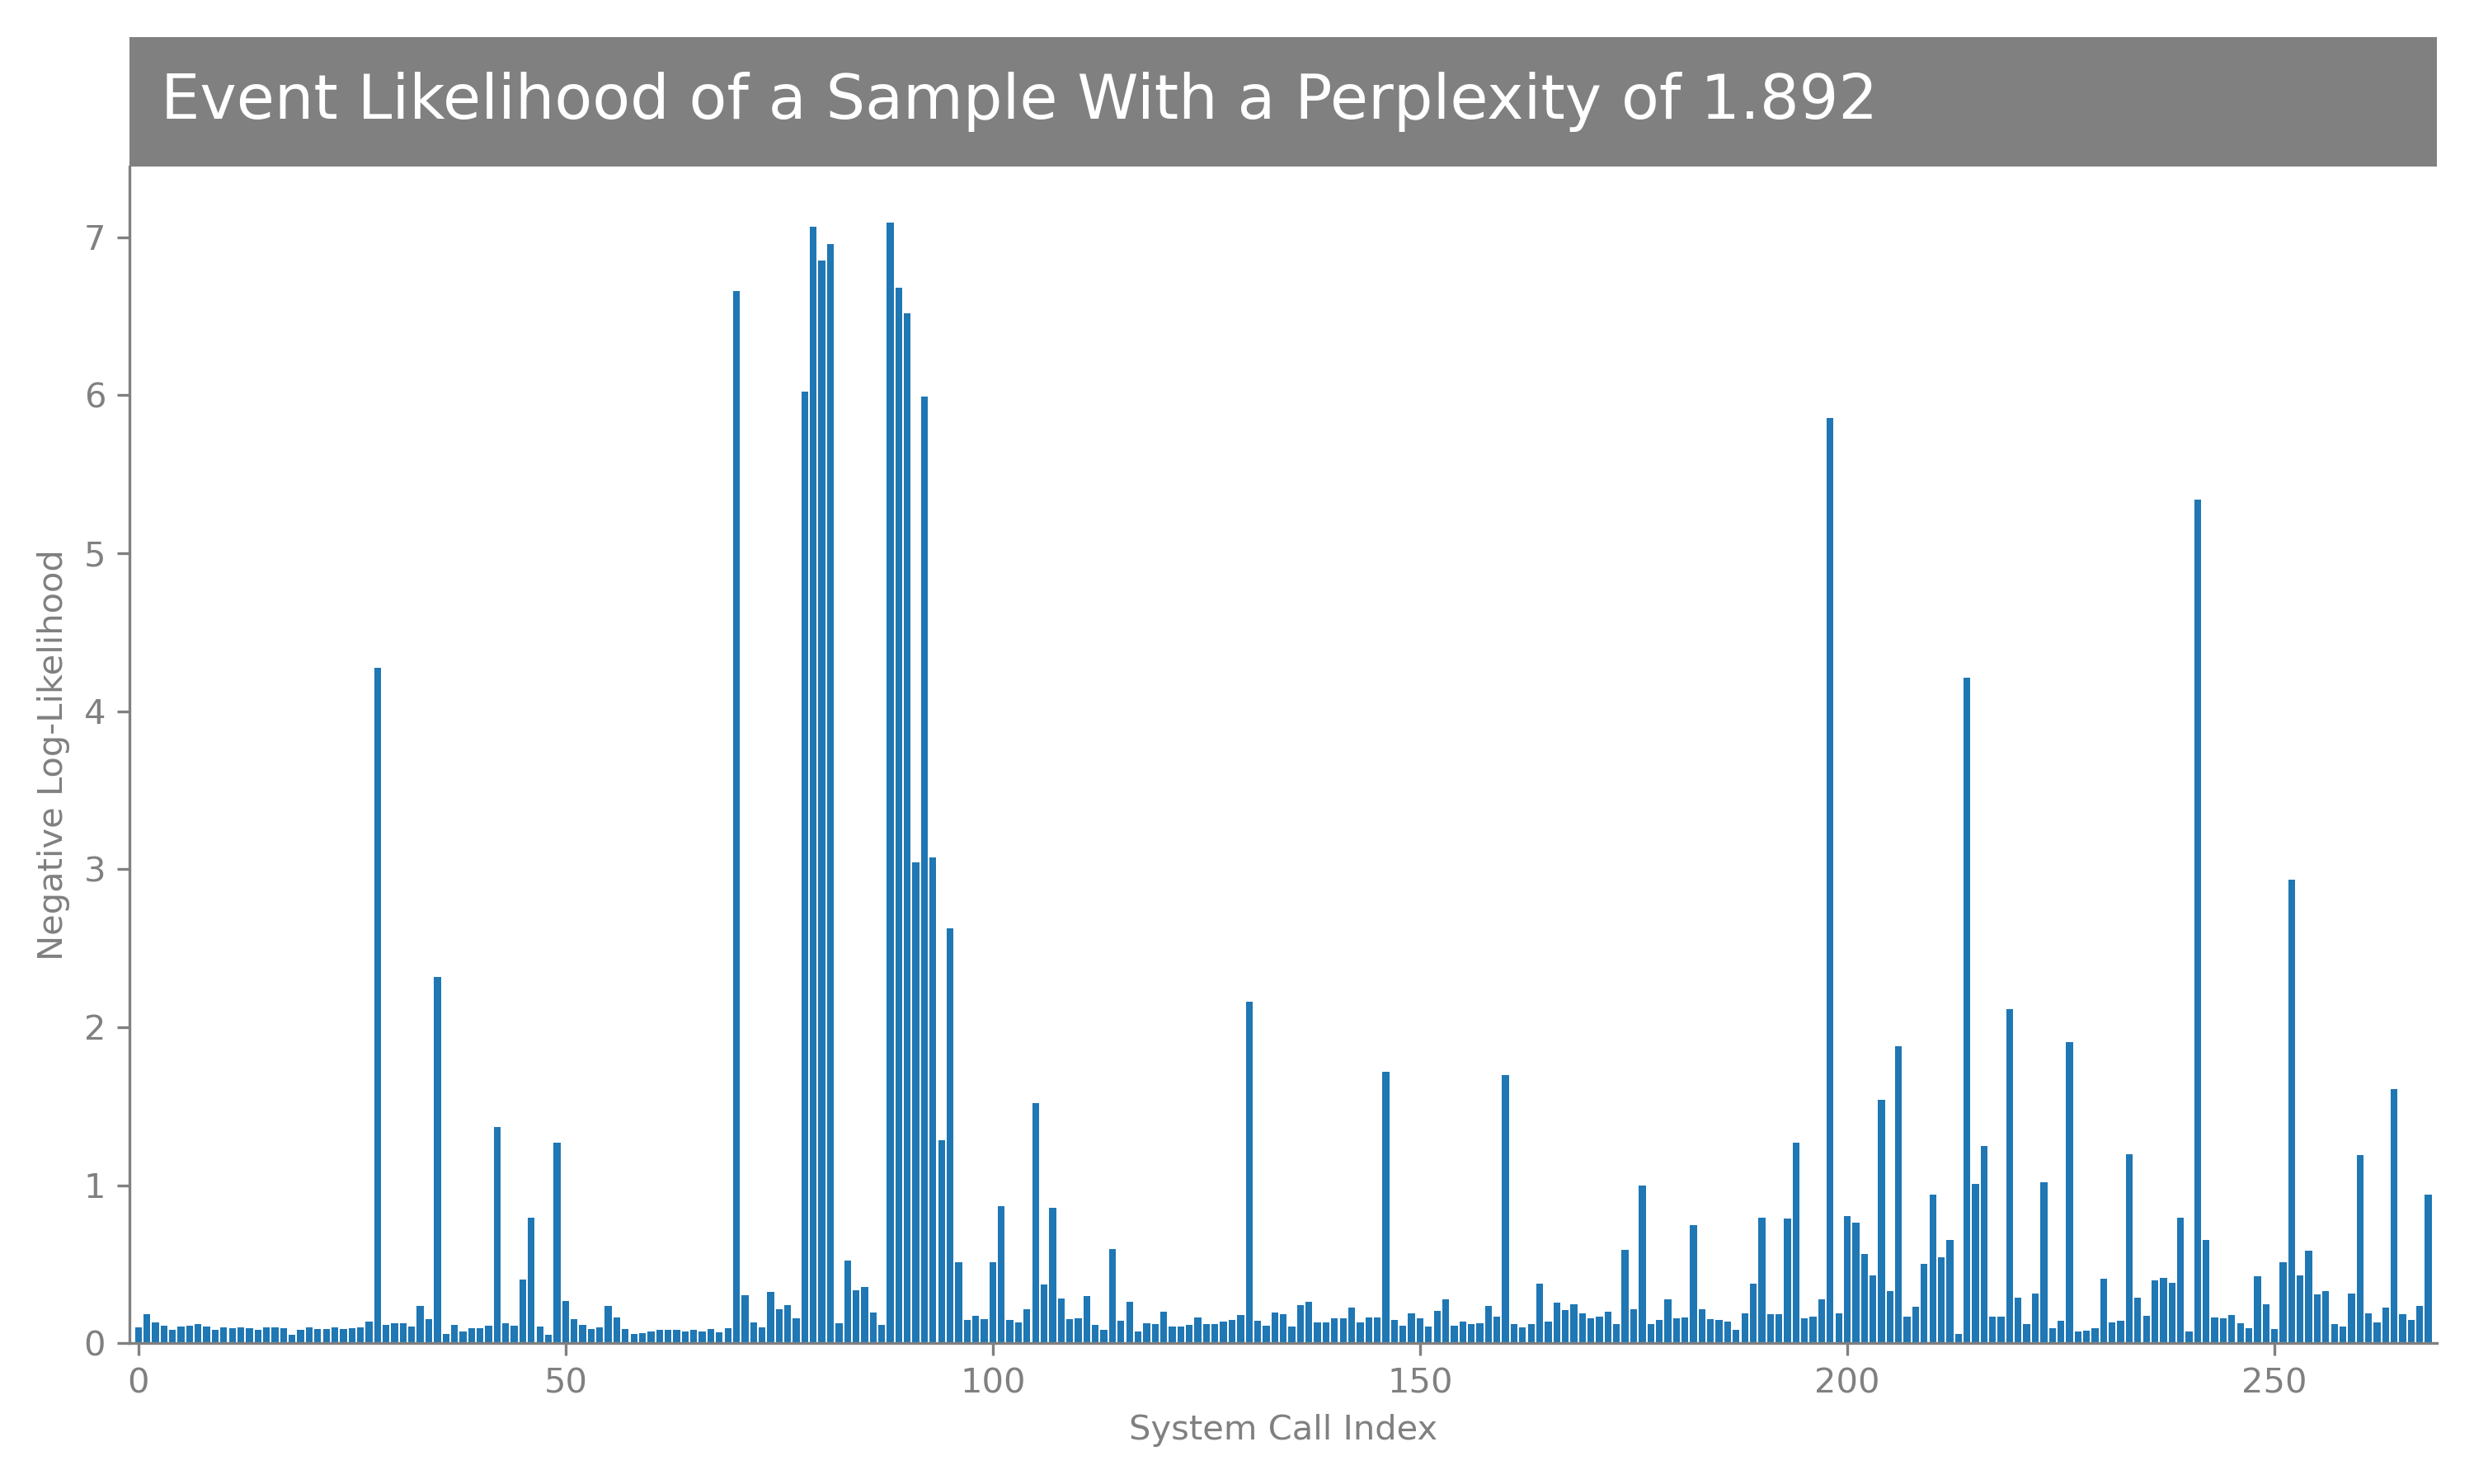 Event Likelihood of a Sample With a Perplexity of 1.892
Negative Log-Likelihood
7
6
5
4
3
2
1
0
0 50 100 150 200 250
System Call Index